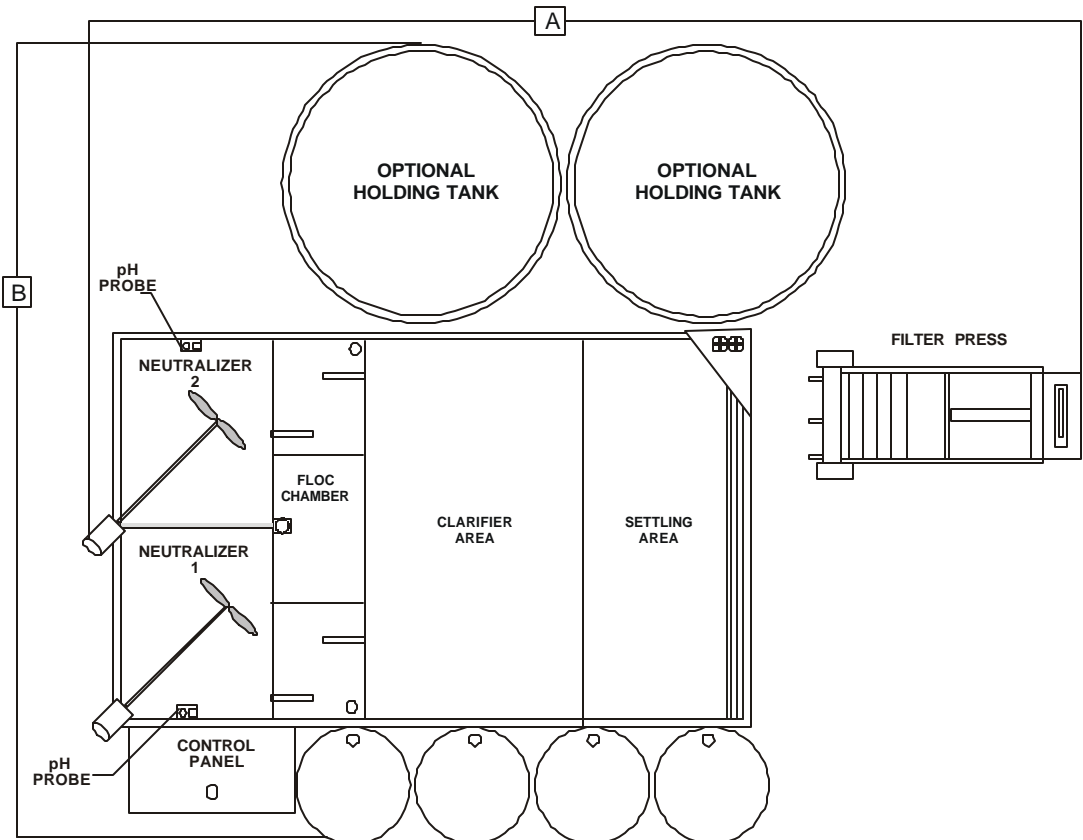 A
OPTIONAL
HOLDING TANK
OPTIONAL
HOLDING TANK
B
pH
PROBE
NEUTRALIZER
2
FILTER PRESS
FLOC
CHAMBER
CLARIFIER
AREA
SETTLING
AREA
NEUTRALIZER
1
CONTROL
PANEL
pH
PROBE